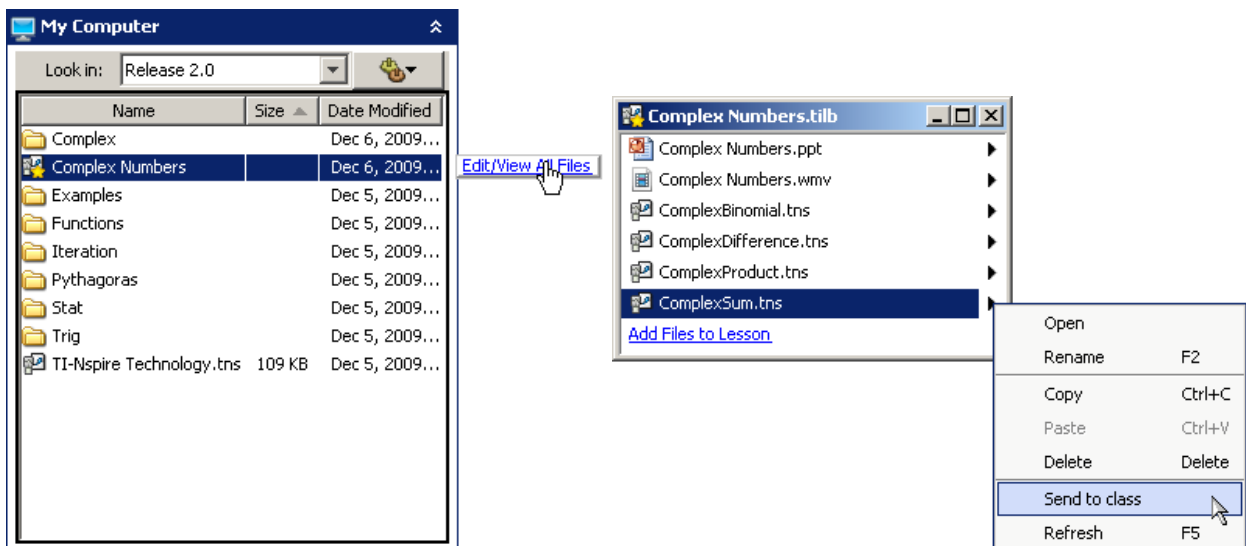 My Computer
Look in: Release 2.0
Name Size Date Modified
Complex Dec 6, 2009...
Complex Numbers Dec 6, 2009...
Examples Dec 5, 2009...
Functions Dec 5, 2009...
Iteration Dec 5, 2009...
Pythagoras Dec 5, 2009...
Stat Dec 5, 2009...
Trig Dec 5, 2009...
TI-Nspire Technology.tns 109 KB Dec 5, 2009...
Edit/View All Files
Complex Numbers.tilb
Complex Numbers.ppt
Complex Numbers.wmv
ComplexBinomial.tns
ComplexDifference.tns
ComplexProduct.tns
ComplexSum.tns
Add Files to Lesson
Open
Rename F2
Copy Ctrl+C
Paste Ctrl+V
Delete Delete
Send to class
Refresh F5